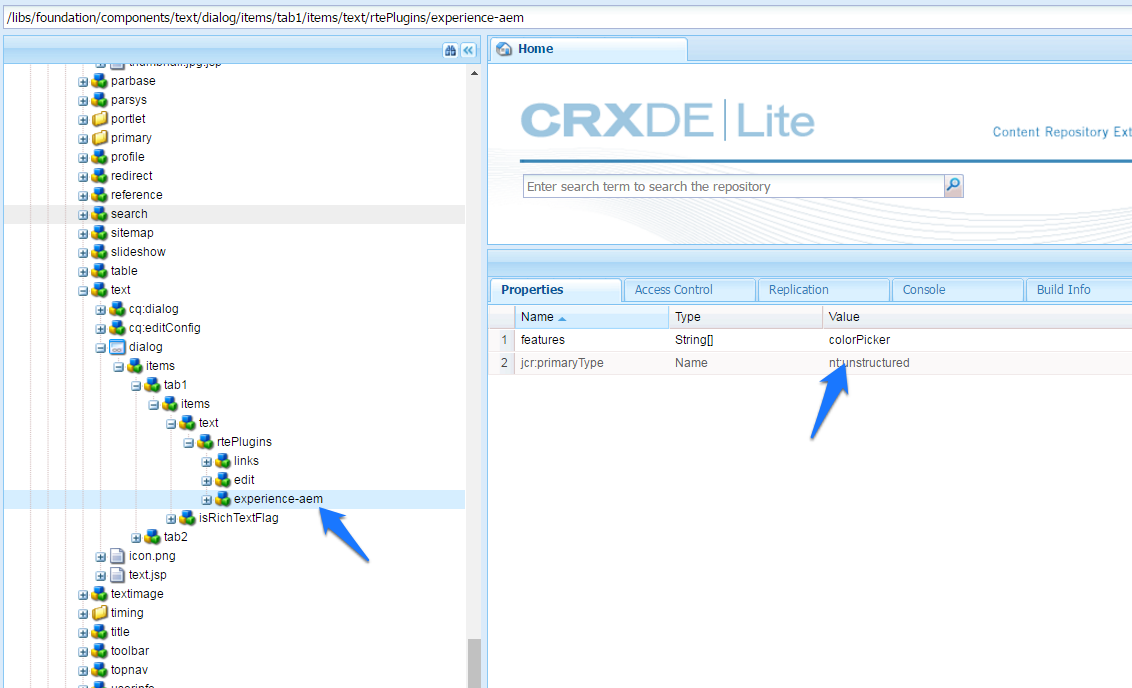 /libs/foundation/components/text/dialog/items/tab1/items/text/rtePlugins/experience-aem
thumbnail.jpg.jsp
parbase
parsys
portlet
primary
profile
redirect
reference
search
sitemap
slideshow
table
text
cq:dialog
cq:editConfig
dialog
items
tab1
items
text
rtePlugins
links
edit
experience-aem
isRichTextFlag
tab2
icon.png
text.jsp
textimage
timing
title
toolbar
topnav
userinfo
Home
CRXDE Lite
Content Repository Ext
Enter search term to search the repository
Properties Access Control Replication Console Build Info
Name Type Value
1 features String[] colorPicker
2 jcr:primaryType Name nt:unstructured